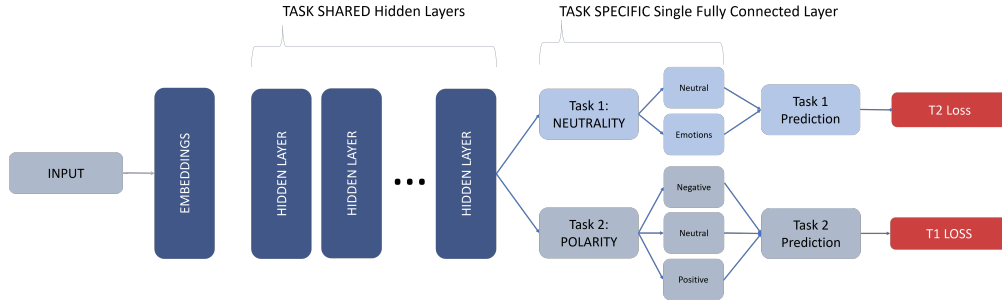 TASK SHARED Hidden Layers
TASK SPECIFIC Single Fully Connected Layer
INPUT
EMBEDDINGS
HIDDEN LAYER
HIDDEN LAYER
...
HIDDEN LAYER
Task 1:
NEUTRALITY
Neutral
Emotions
Task 1
Prediction
T2 Loss
Task 2:
POLARITY
Negative
Neutral
Positive
Task 2
Prediction
T1 LOSS